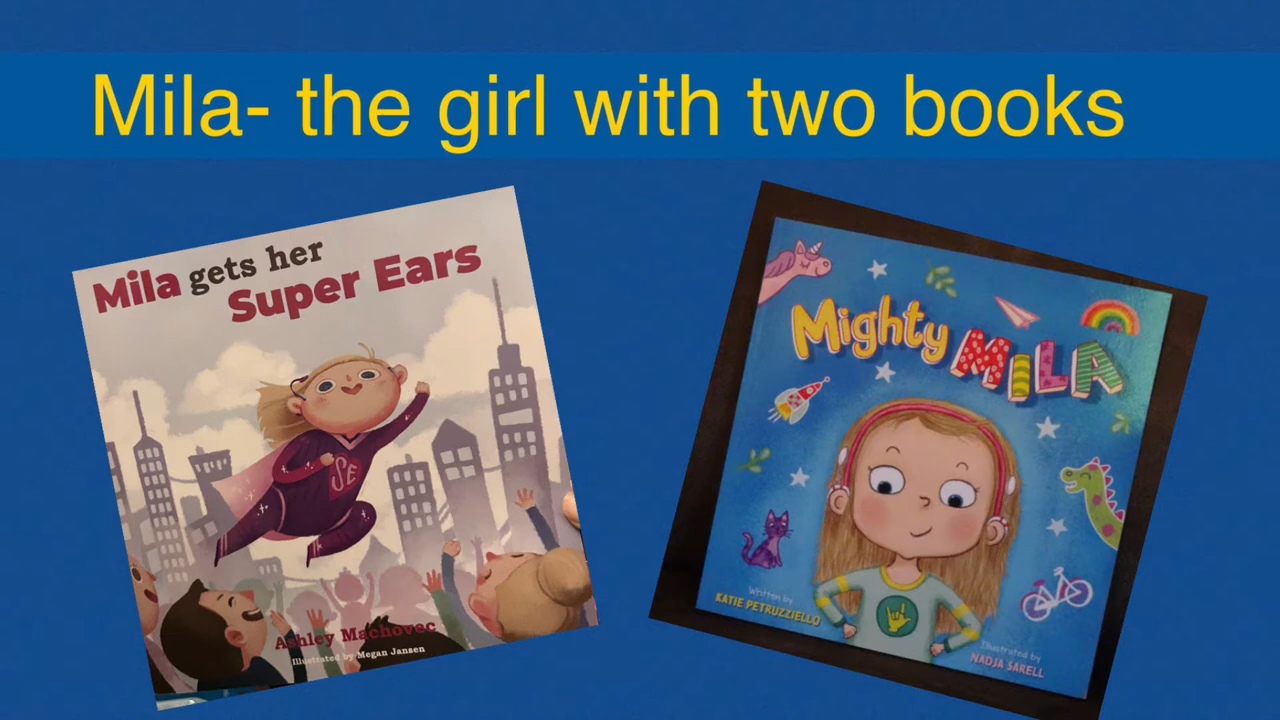 Mila- the girl with two books
Mila gets her
Super Ears
SE
Ashley Machovec
Illustrated by Megan Jansen
Mighty MiLA
Written by
KATIE PETRUZZIELLO
Illustrated by
NADJA SARELL